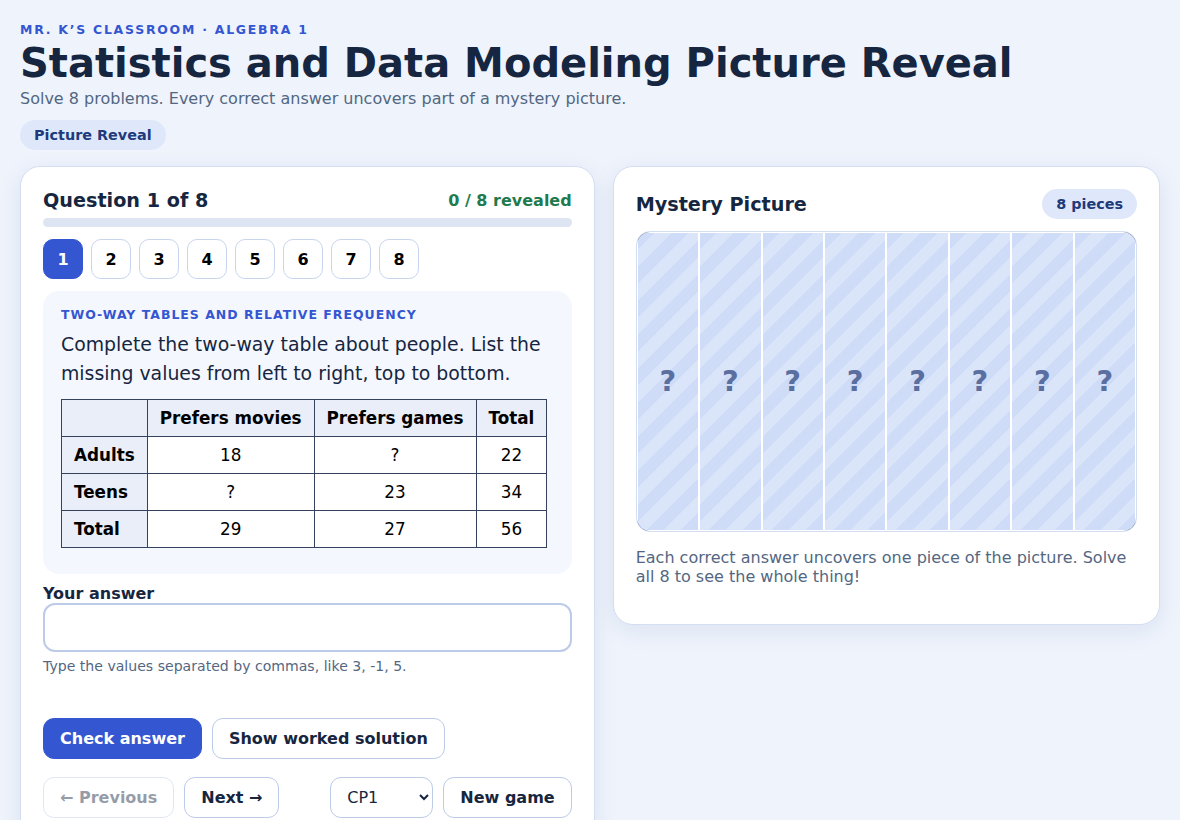 MR. K’S CLASSROOM · ALGEBRA 1
Statistics and Data Modeling Picture Reveal
Solve 8 problems. Every correct answer uncovers part of a mystery picture.
Picture Reveal
Question 1 of 8
0 / 8 revealed
1 2 3 4 5 6 7 8
TWO-WAY TABLES AND RELATIVE FREQUENCY
Complete the two-way table about people. List the
missing values from left to right, top to bottom.
Prefers movies Prefers games Total
Adults 18 ? 22
Teens ? 23 34
Total 29 27 56
Your answer
Type the values separated by commas, like 3, -1, 5.
Check answer Show worked solution
← Previous Next → CP1 New game
Mystery Picture
8 pieces
? ? ? ? ? ? ? ?
Each correct answer uncovers one piece of the picture. Solve
all 8 to see the whole thing!